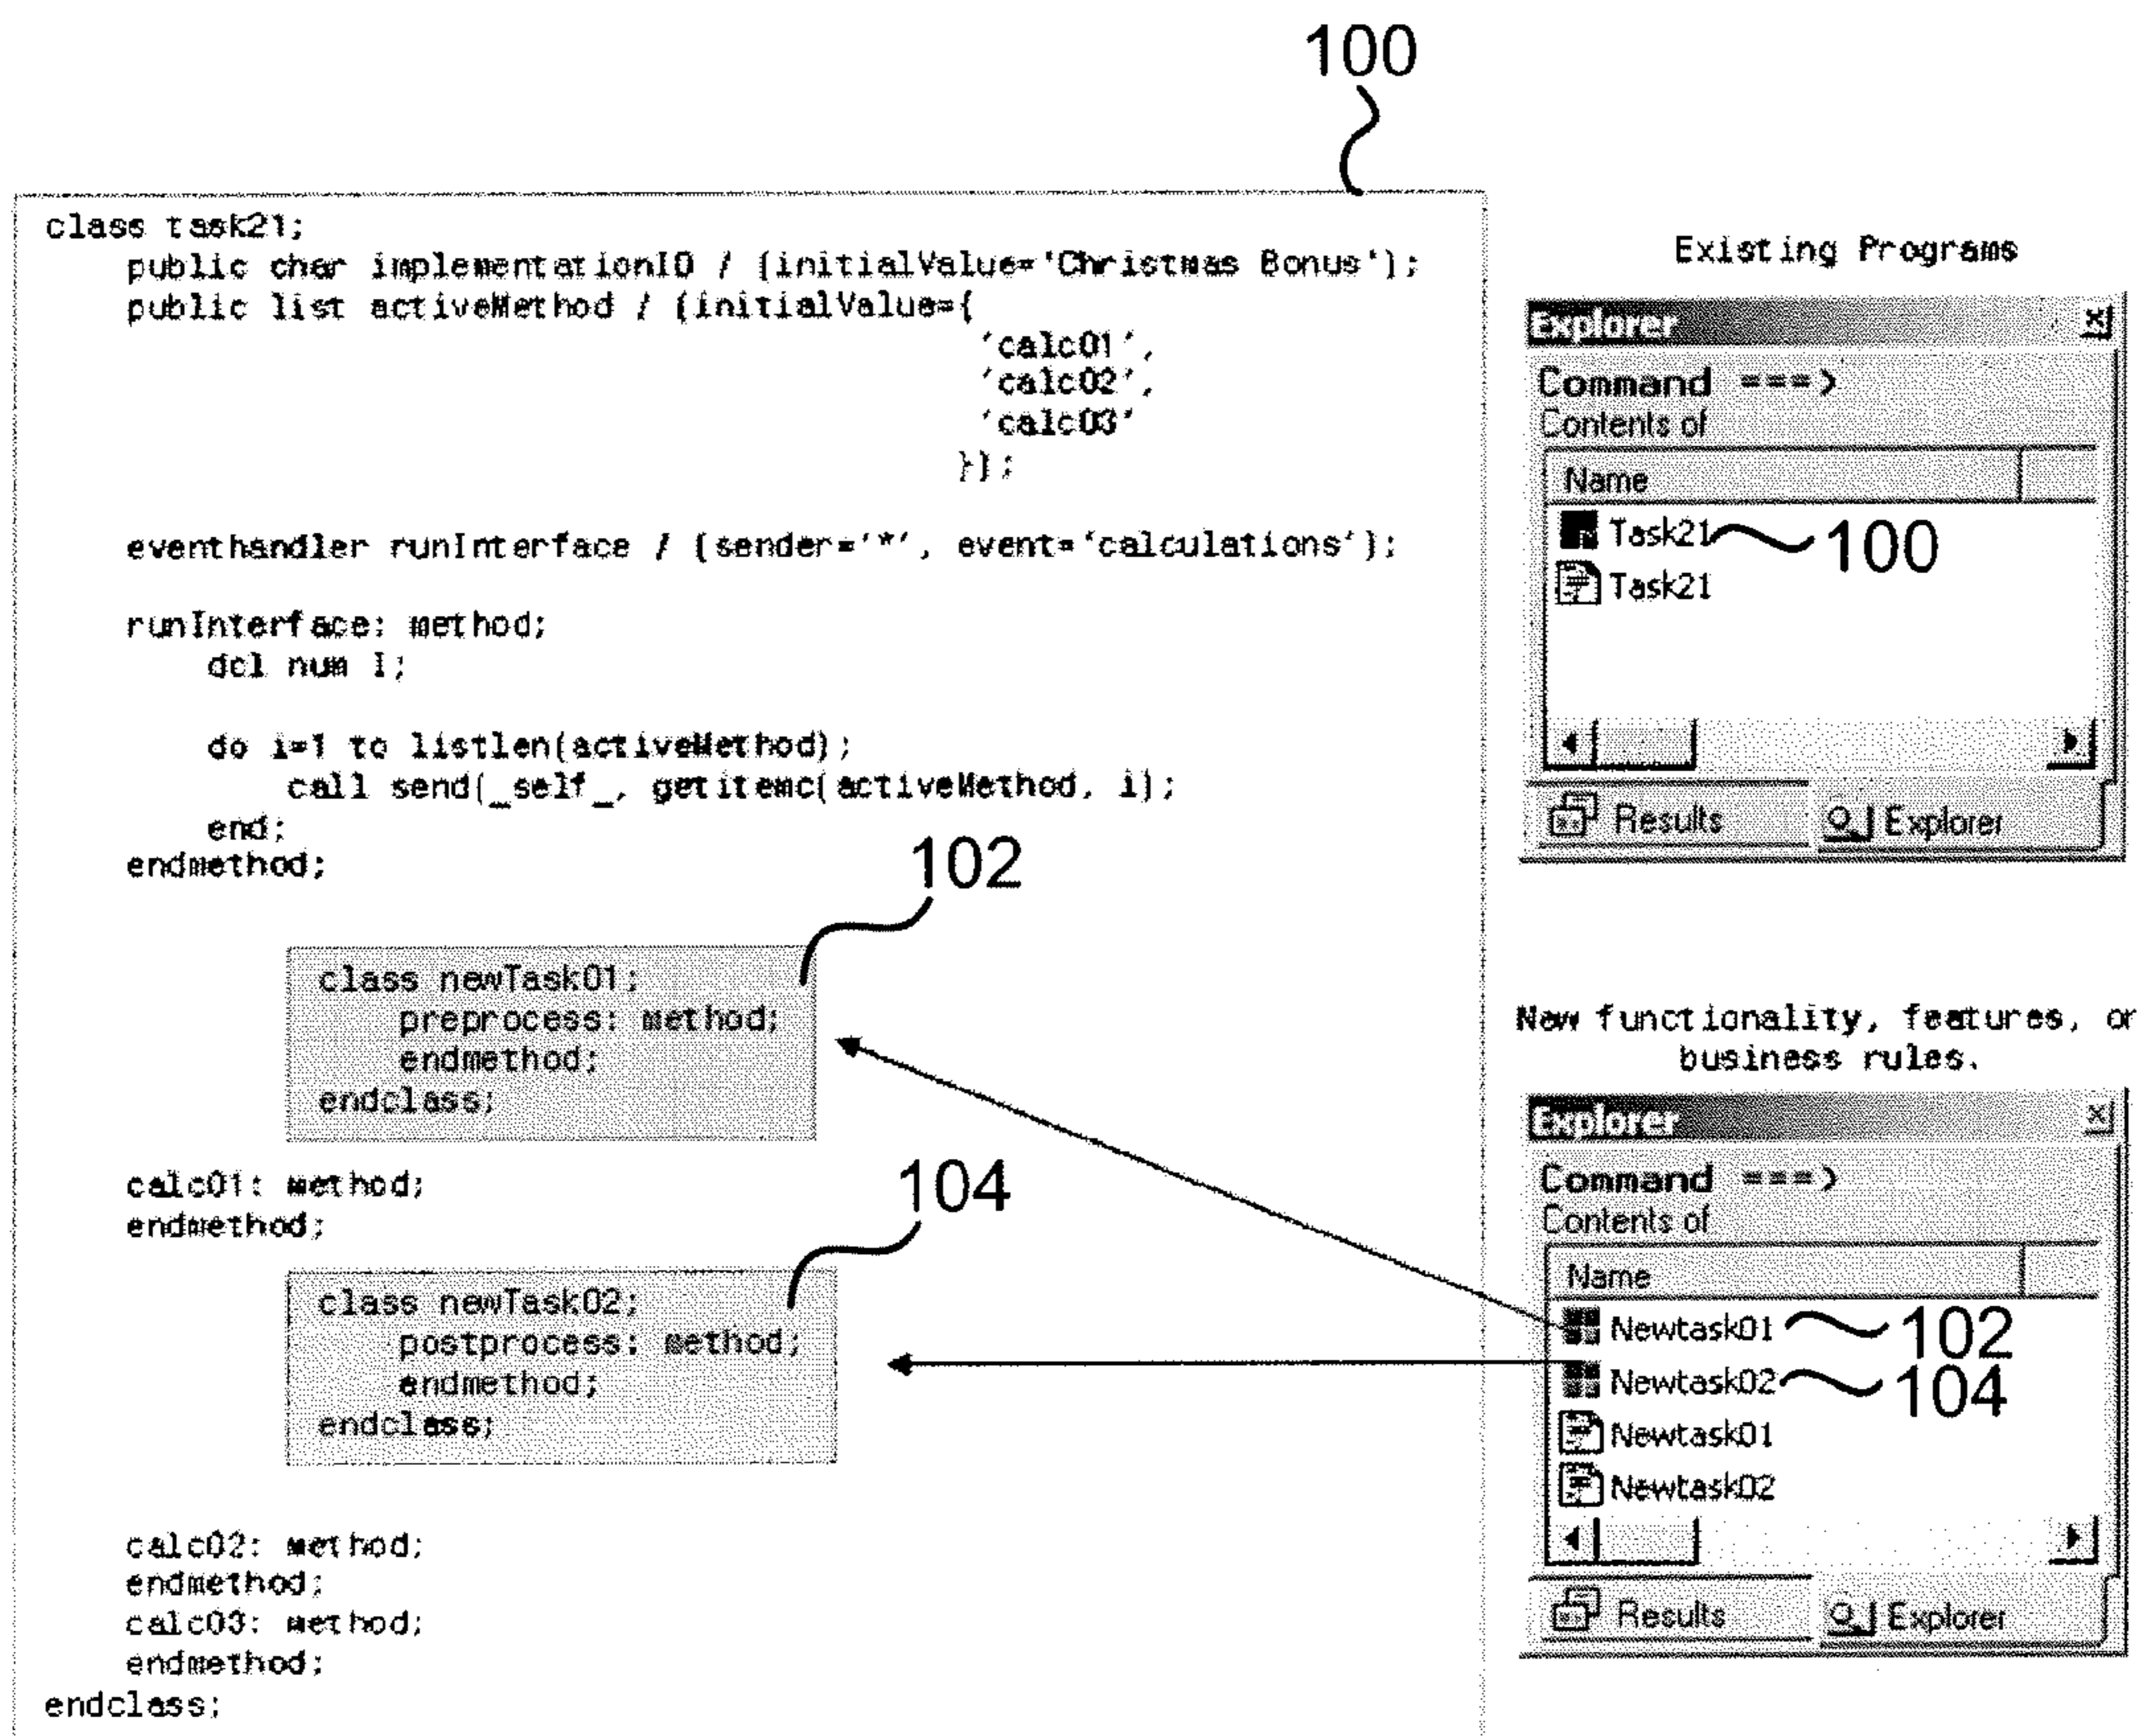 100
class task21;
public char implementationID / (initialValue='Christmas Bonus');
public list activeMethod / (initialValue={
'calc01',
'calc02',
'calc03'
});
eventhandler runInterface / (sender='*', event='calculations');
runInterface: method;
dcl num I;
do i=1 to listlen(activeMethod);
call send(_self_, getitemc(activeMethod, i);
end;
endmethod;
102
class newTask01;
preprocess: method;
endmethod;
endclass;
calc01: method;
endmethod;
104
class newTask02;
postprocess: method;
endmethod;
endclass;
calc02: method;
endmethod;
calc03: method;
endmethod;
endclass;
Existing Programs
Explorer
Command ===>
Contents of
Name
Task21 100
Task21
Results Explorer
New functionality, features, or
business rules.
Explorer
Command ===>
Contents of
Name
Newtask01 102
Newtask02 104
Newtask01
Newtask02
Results Explorer